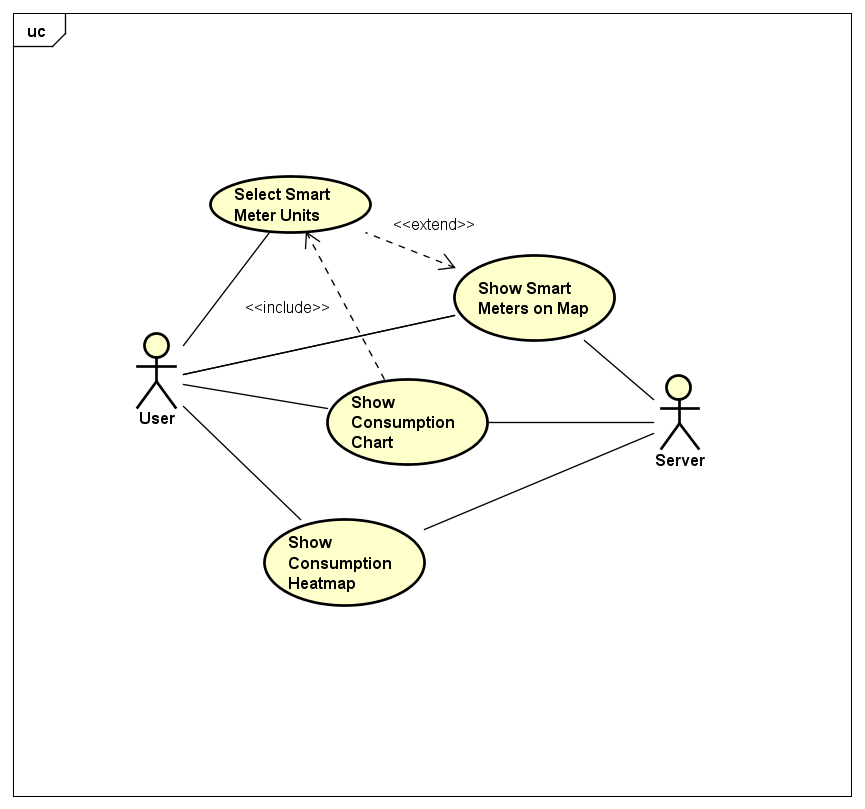 uc
Select Smart
Meter Units
<<extend>>
Show Smart
Meters on Map
<<include>>
User
Show
Consumption
Chart
Server
Show
Consumption
Heatmap